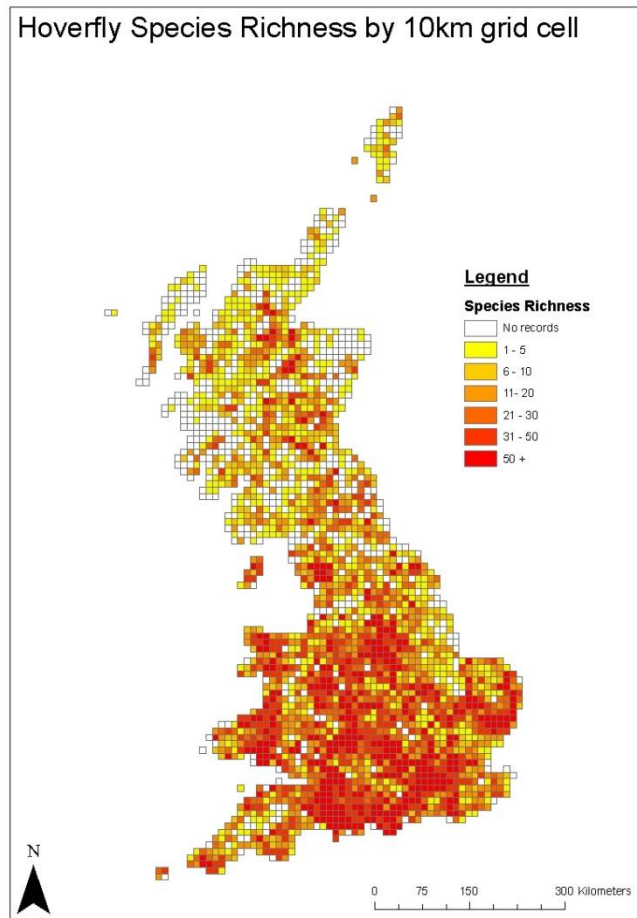 Hoverfly Species Richness by 10km grid cell
Legend
Species Richness
No records
1 - 5
6 - 10
11- 20
21 - 30
31 - 50
50 +
N
0 75 150 300 Kilometers